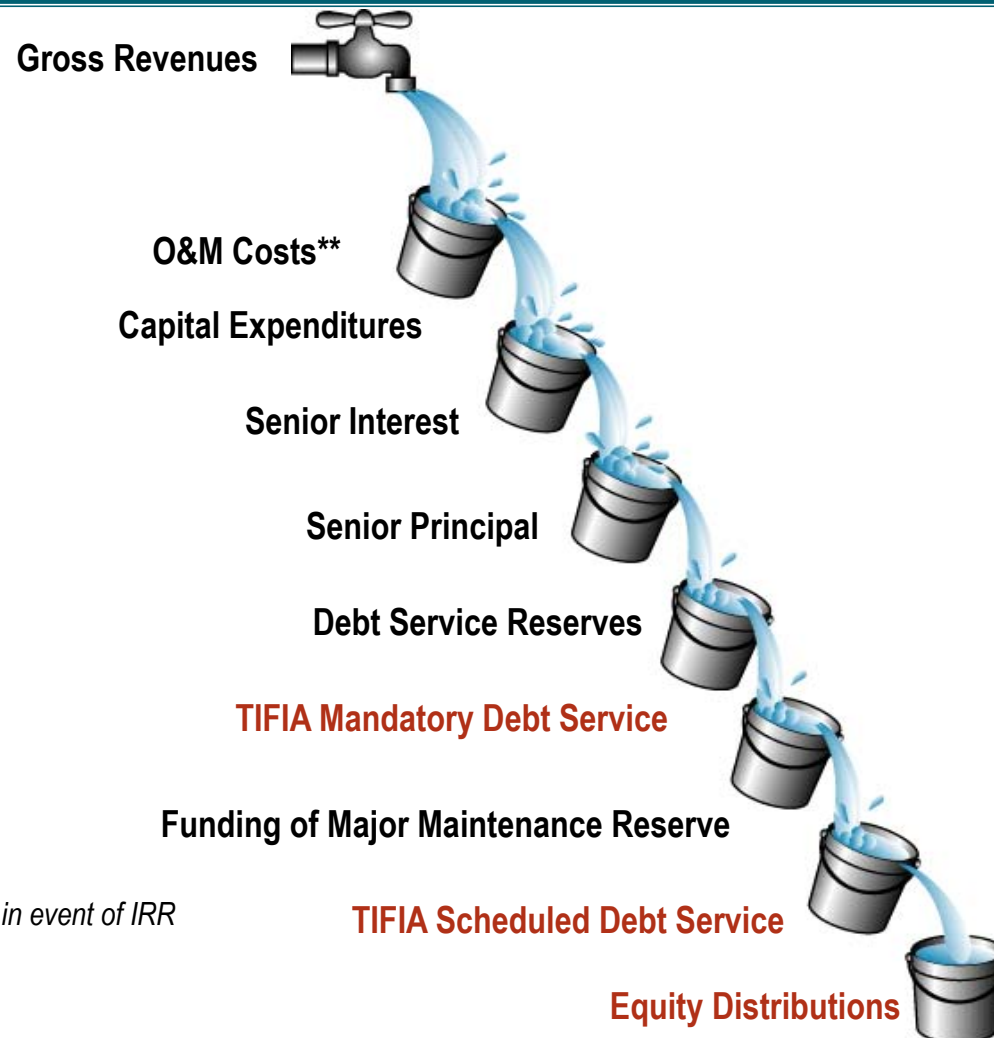 Gross Revenues
O&M Costs**
Capital Expenditures
Senior Interest
Senior Principal
Debt Service Reserves
TIFIA Mandatory Debt Service
Funding of Major Maintenance Reserve
in event of IRR
TIFIA Scheduled Debt Service
Equity Distributions